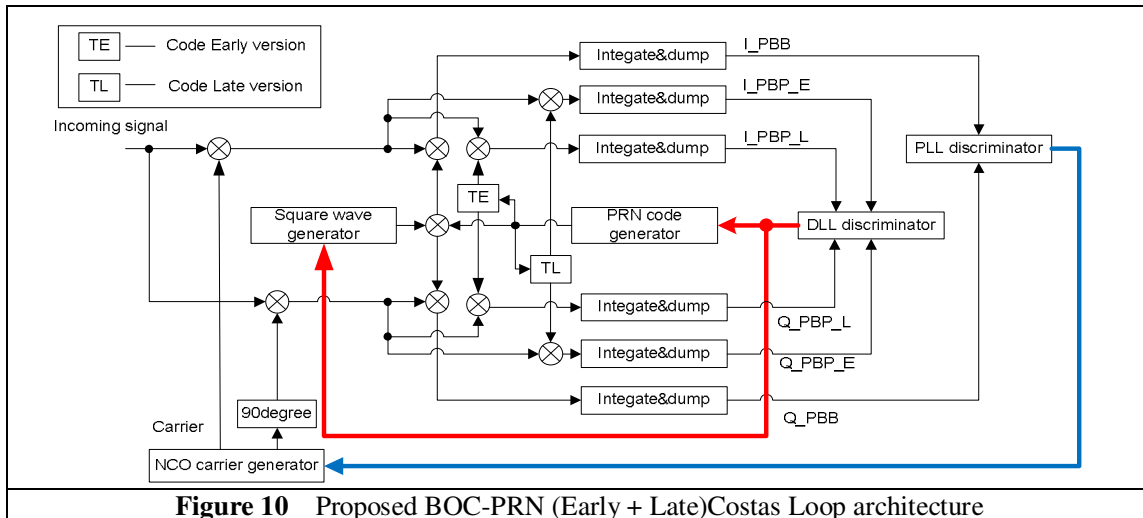 TE
Code Early version
TL
Code Late version
Incoming signal
Integate&dump
I_PBB
Integate&dump
I_PBP_E
Integate&dump
I_PBP_L
PLL discriminator
TE
Square wave
generator
PRN code
generator
DLL discriminator
TL
Integate&dump
Q_PBP_L
Integate&dump
Q_PBP_E
Integate&dump
Q_PBB
90degree
Carrier
NCO carrier generator
Figure 10 Proposed BOC-PRN (Early + Late)Costas Loop architecture